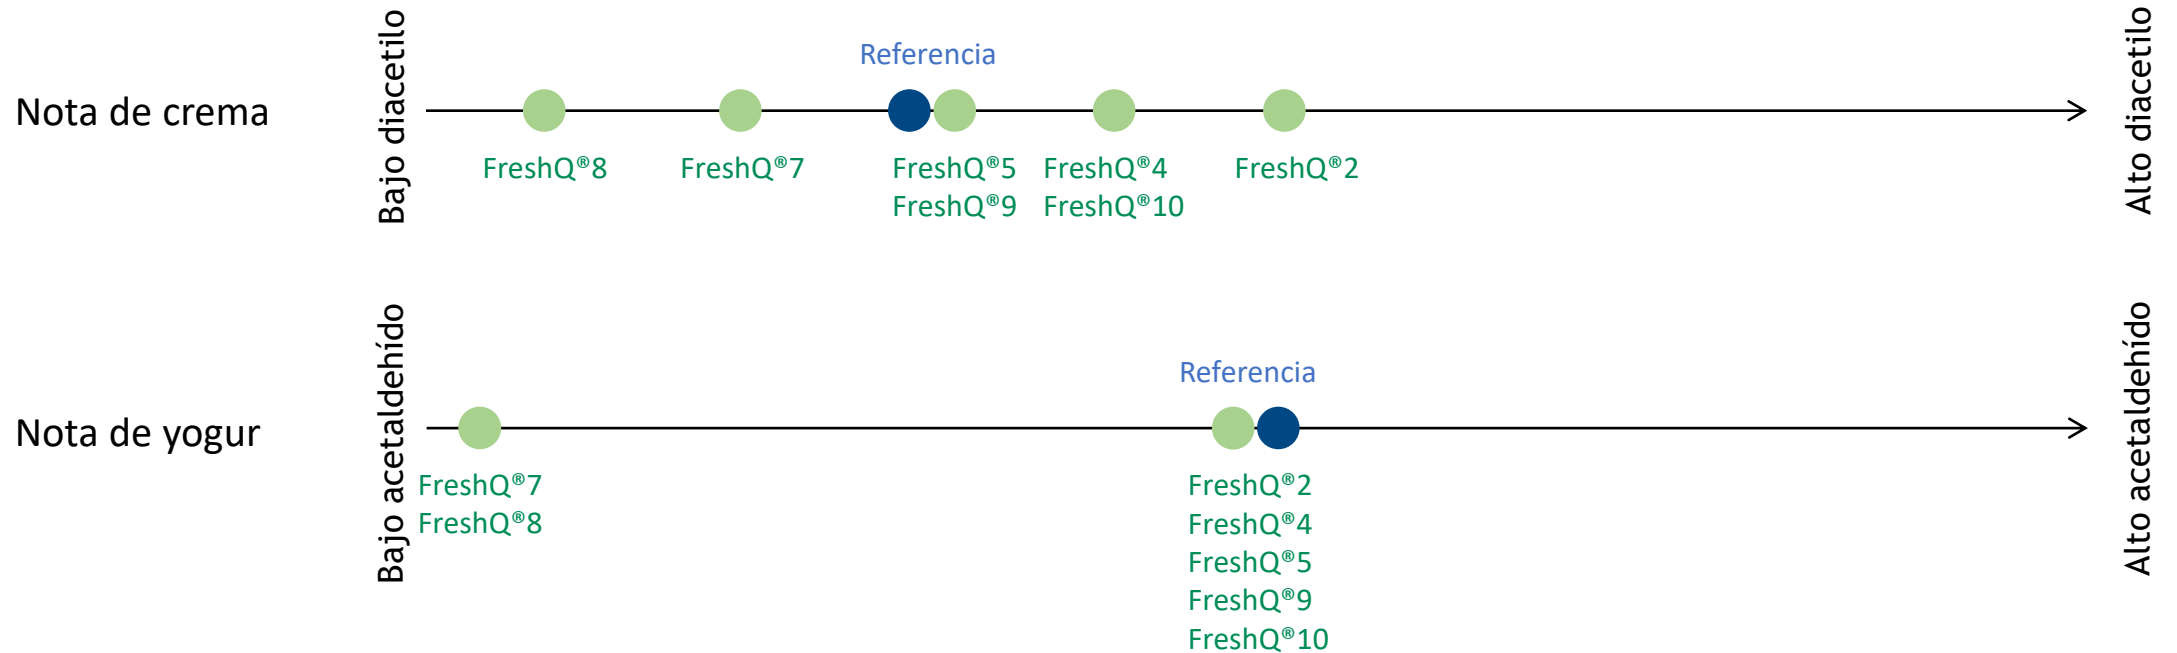 Nota de crema
Bajo diacetilo
Referencia
Alto diacetilo
FreshQ®8
FreshQ®7
FreshQ®5
FreshQ®9
FreshQ®4
FreshQ®10
FreshQ®2
Nota de yogur
Bajo acetaldehído
Referencia
Alto acetaldehído
FreshQ®7
FreshQ®8
FreshQ®2
FreshQ®4
FreshQ®5
FreshQ®9
FreshQ®10